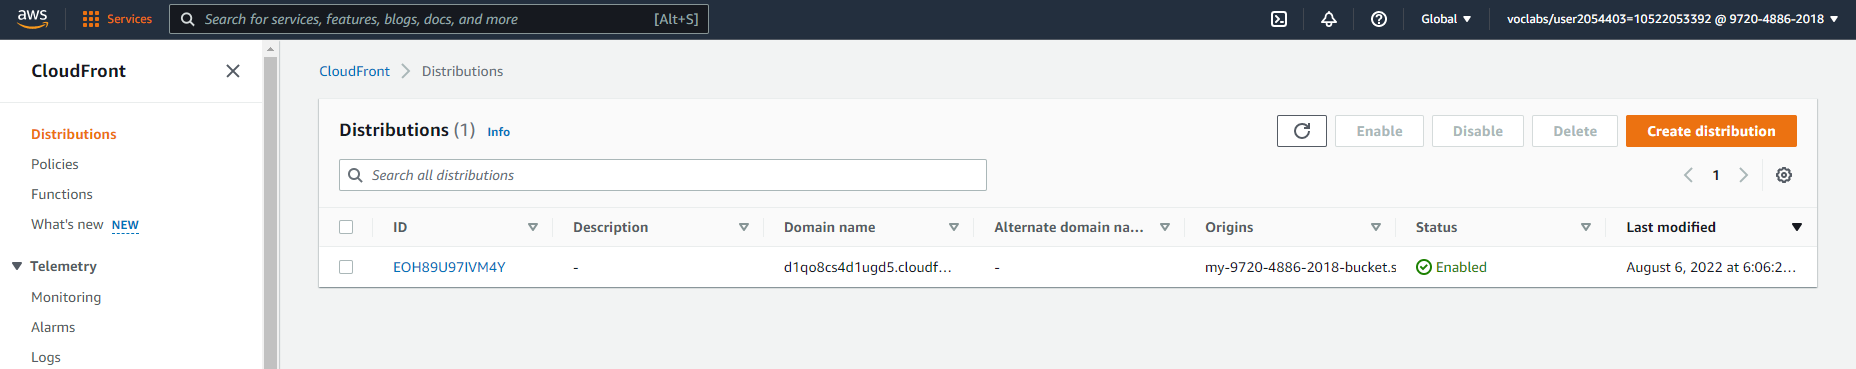 aws Services Search for services, features, blogs, docs, and more [Alt+S] Global voclabs/user2054403=10522053392 @ 9720-4886-2018
CloudFront
Distributions
Policies
Functions
What's new NEW
Telemetry
Monitoring
Alarms
Logs
CloudFront Distributions
Distributions (1) Info Enable Disable Delete Create distribution
Search all distributions 1
ID Description Domain name Alternate domain na... Origins Status Last modified
EOH89U97IVM4Y - d1qo8cs4d1ugd5.cloudf... - my-9720-4886-2018-bucket.s Enabled August 6, 2022 at 6:06:2...